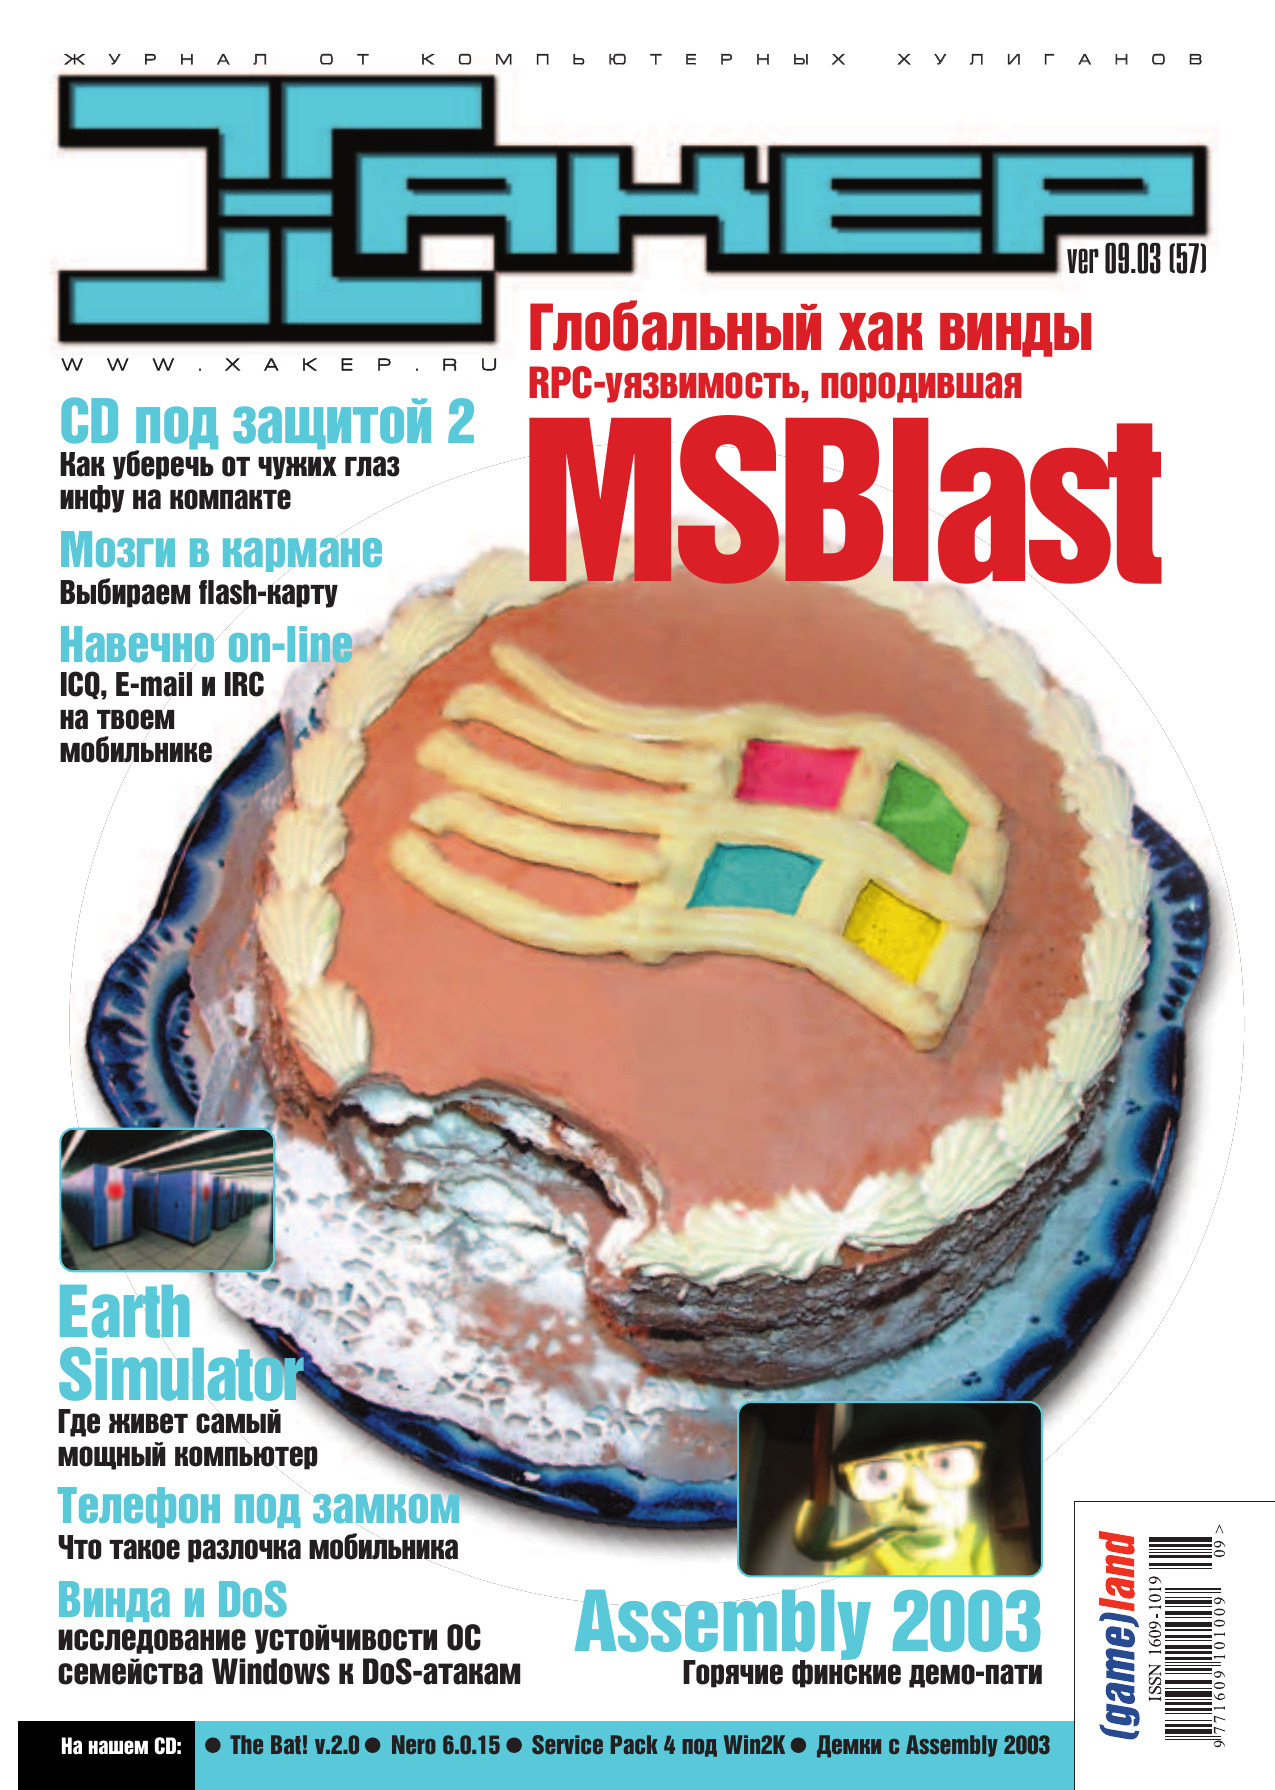 ЖУРНАЛ ОТ КОМПЬЮТЕРНЫХ ХУЛИГАНОВ
ХАКЕР
ver 09.03 (57)
WWW.XAKEP.RU
Глобальный хак винды
RPC-уязвимость, породившая
MSBlast
CD под защитой 2
Как уберечь от чужих глаз
инфу на компакте
Мозги в кармане
Выбираем flash-карту
Навечно on-line
ICQ, E-mail и IRC
на твоем
мобильнике
Earth
Simulator
Где живет самый
мощный компьютер
Телефон под замком
Что такое разлочка мобильника
Винда и DoS
исследование устойчивости ОС
семейства Windows к DoS-атакам
Assembly 2003
Горячие финские демо-пати
(game)land
ISSN 1609-1019
9 771609 101009
09 >
На нашем CD:
● The Bat! v.2.0 ● Nero 6.0.15 ● Service Pack 4 под Win2K ● Демки с Assembly 2003